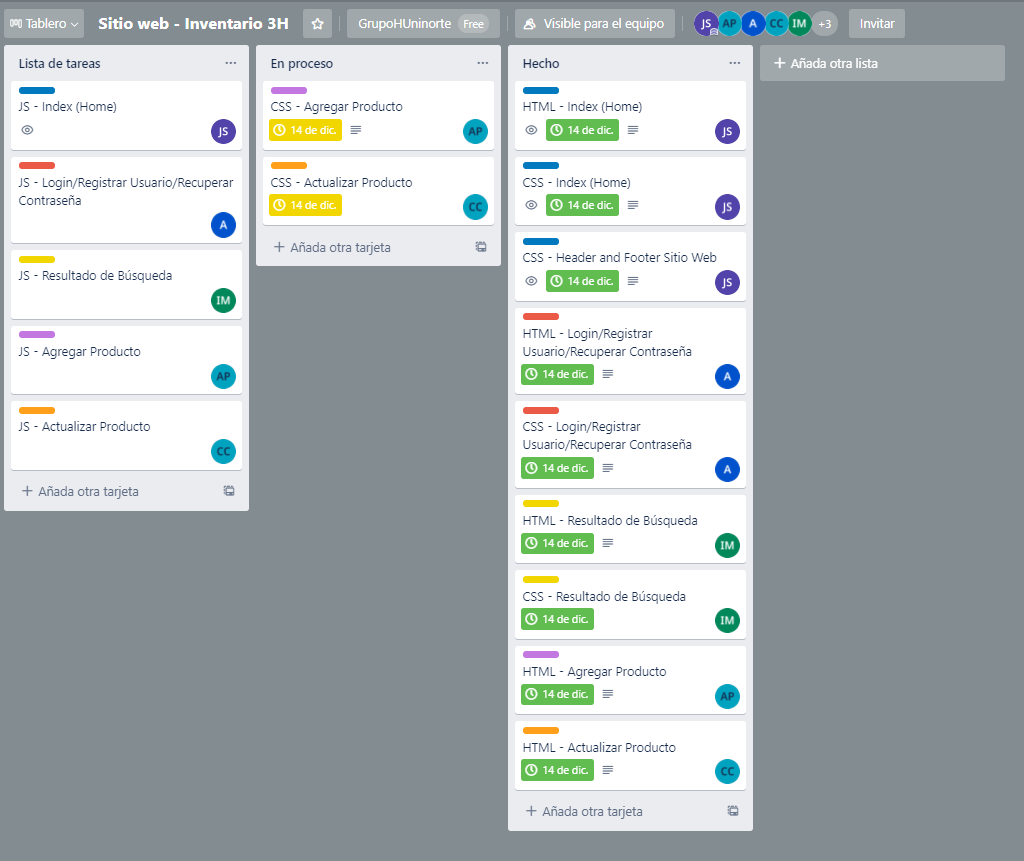 Tablero
Sitio web - Inventario 3H
GrupoHUninorte Free
Visible para el equipo
JS AP A CC IM +3
Invitar
Lista de tareas
JS - Index (Home)
JS
JS - Login/Registrar Usuario/Recuperar
Contraseña
A
JS - Resultado de Búsqueda
IM
JS - Agregar Producto
AP
JS - Actualizar Producto
CC
Añada otra tarjeta
En proceso
CSS - Agregar Producto
14 de dic.
AP
CSS - Actualizar Producto
14 de dic.
CC
Añada otra tarjeta
Hecho
HTML - Index (Home)
14 de dic.
JS
CSS - Index (Home)
14 de dic.
JS
CSS - Header and Footer Sitio Web
14 de dic.
JS
HTML - Login/Registrar
Usuario/Recuperar Contraseña
14 de dic.
A
CSS - Login/Registrar
Usuario/Recuperar Contraseña
14 de dic.
A
HTML - Resultado de Búsqueda
14 de dic.
IM
CSS - Resultado de Búsqueda
14 de dic.
IM
HTML - Agregar Producto
14 de dic.
AP
HTML - Actualizar Producto
14 de dic.
CC
Añada otra tarjeta
Añada otra lista